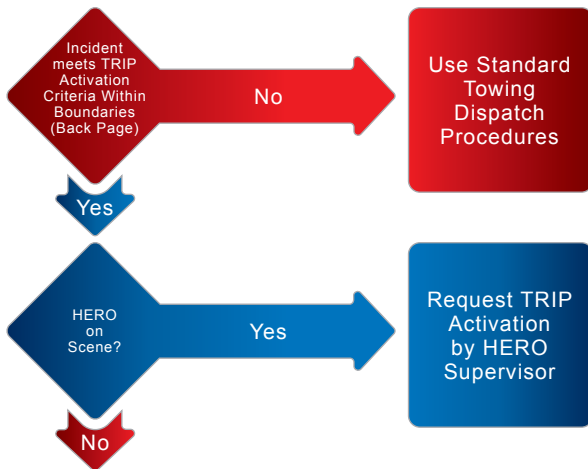 Incident
meets TRIP
Activation
Criteria Within
Boundaries
(Back Page)
No
Use Standard
Towing
Dispatch
Procedures
Yes
HERO
on
Scene?
Yes
Request TRIP
Activation
by HERO
Supervisor
No